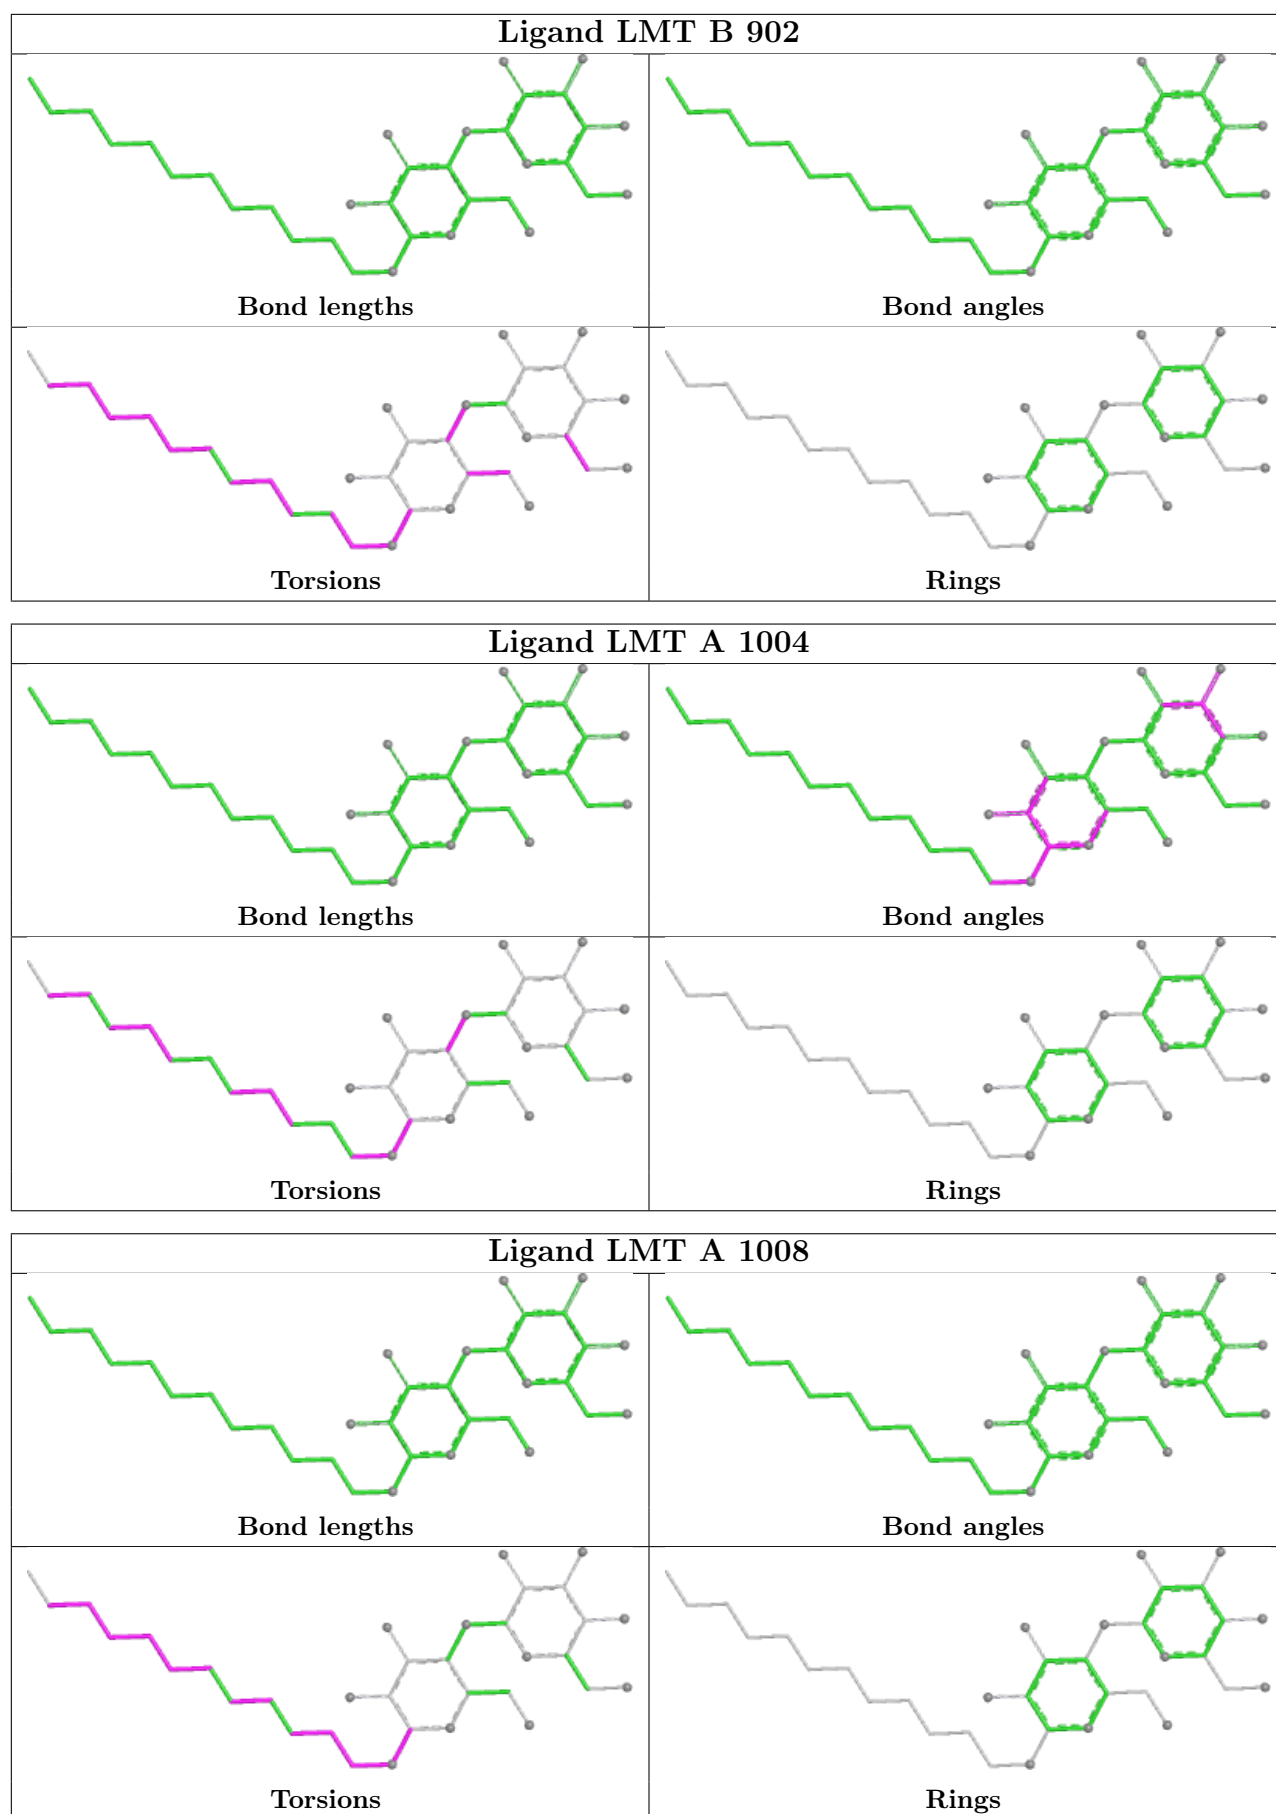 Ligand LMT B 902
Bond lengths
Bond angles
Torsions
Rings
Ligand LMT A 1004
Bond lengths
Bond angles
Torsions
Rings
Ligand LMT A 1008
Bond lengths
Bond angles
Torsions
Rings